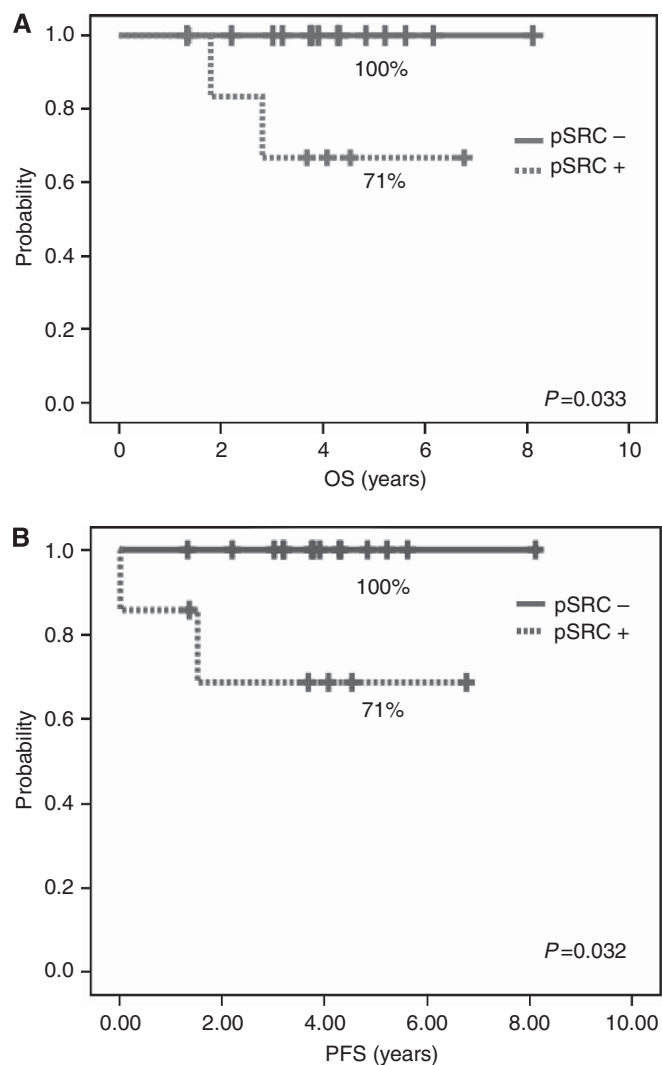 A
1.0
0.8
0.6
0.4
0.2
0.0
Probability
100%
71%
pSRC –
pSRC +
P=0.033
0 2 4 6 8 10
OS (years)
B
1.0
0.8
0.6
0.4
0.2
0.0
Probability
100%
71%
pSRC –
pSRC +
P=0.032
0.00 2.00 4.00 6.00 8.00 10.00
PFS (years)